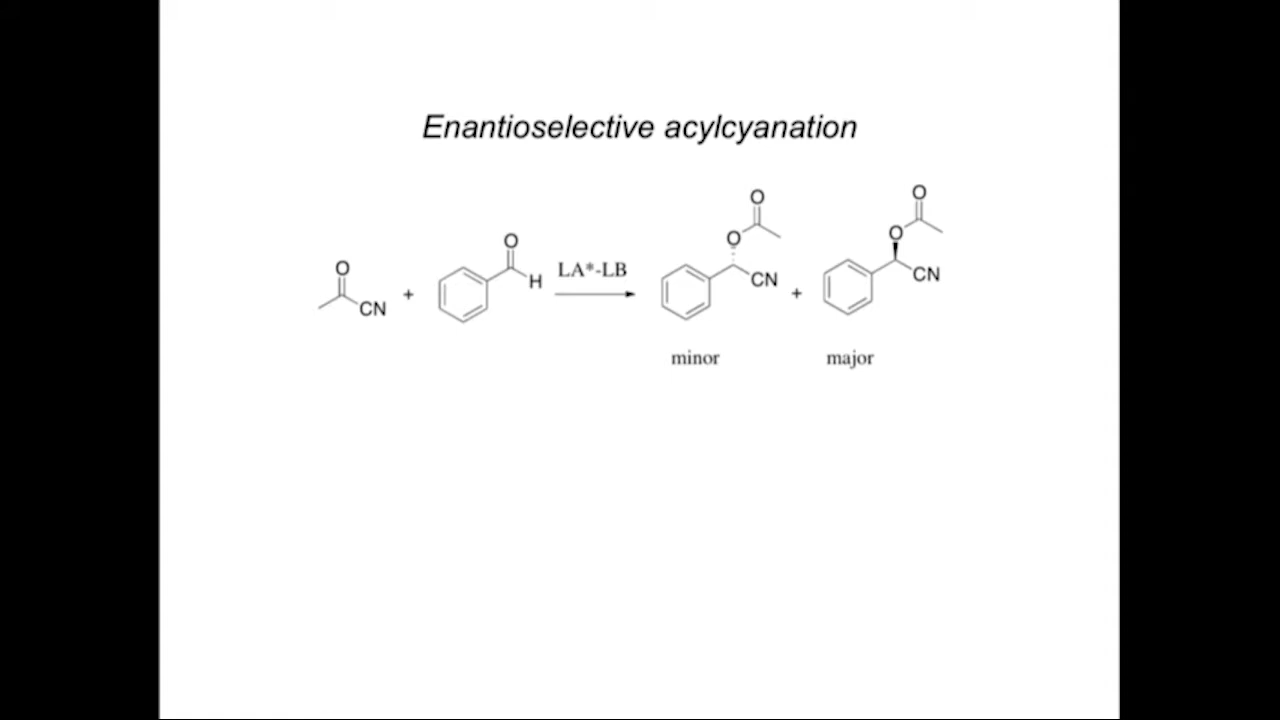 Enantioselective acylcyanation
O
CN
+
O
H
LA*-LB
O
O
CN
+
O
O
CN
minor
major